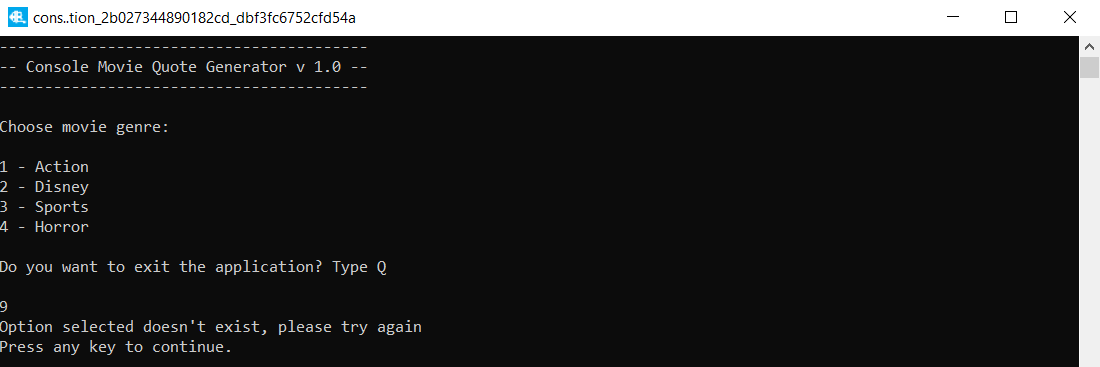 cons..tion_2b027344890182cd_dbf3fc6752cfd54a
-----------------------------------------
-- Console Movie Quote Generator v 1.0 --
-----------------------------------------
Choose movie genre:
1 - Action
2 - Disney
3 - Sports
4 - Horror
Do you want to exit the application? Type Q
9
Option selected doesn't exist, please try again
Press any key to continue.